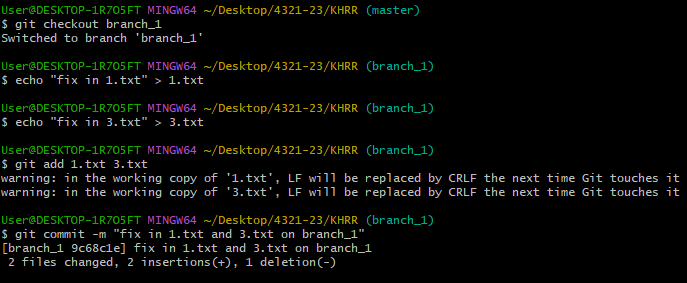 User@DESKTOP-1R7O5FT MINGW64 ~/Desktop/4321-23/KHRR (master)
$ git checkout branch_1
Switched to branch 'branch_1'
User@DESKTOP-1R7O5FT MINGW64 ~/Desktop/4321-23/KHRR (branch_1)
$ echo "fix in 1.txt" > 1.txt
User@DESKTOP-1R7O5FT MINGW64 ~/Desktop/4321-23/KHRR (branch_1)
$ echo "fix in 3.txt" > 3.txt
User@DESKTOP-1R7O5FT MINGW64 ~/Desktop/4321-23/KHRR (branch_1)
$ git add 1.txt 3.txt
warning: in the working copy of '1.txt', LF will be replaced by CRLF the next time Git touches it
warning: in the working copy of '3.txt', LF will be replaced by CRLF the next time Git touches it
User@DESKTOP-1R7O5FT MINGW64 ~/Desktop/4321-23/KHRR (branch_1)
$ git commit -m "fix in 1.txt and 3.txt on branch_1"
[branch_1 9c68c1e] fix in 1.txt and 3.txt on branch_1
 2 files changed, 2 insertions(+), 1 deletion(-)